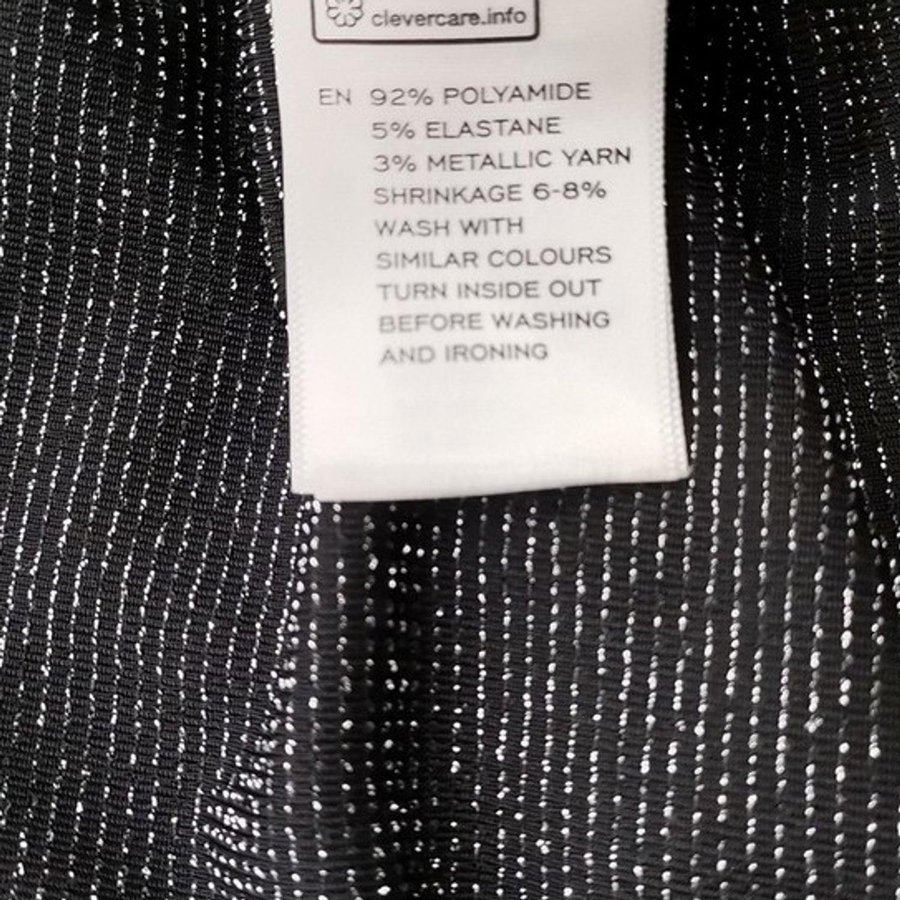 clevercare.info
EN 92% POLYAMIDE
5% ELASTANE
3% METALLIC YARN
SHRINKAGE 6-8%
WASH WITH
SIMILAR COLOURS
TURN INSIDE OUT
BEFORE WASHING
AND IRONING